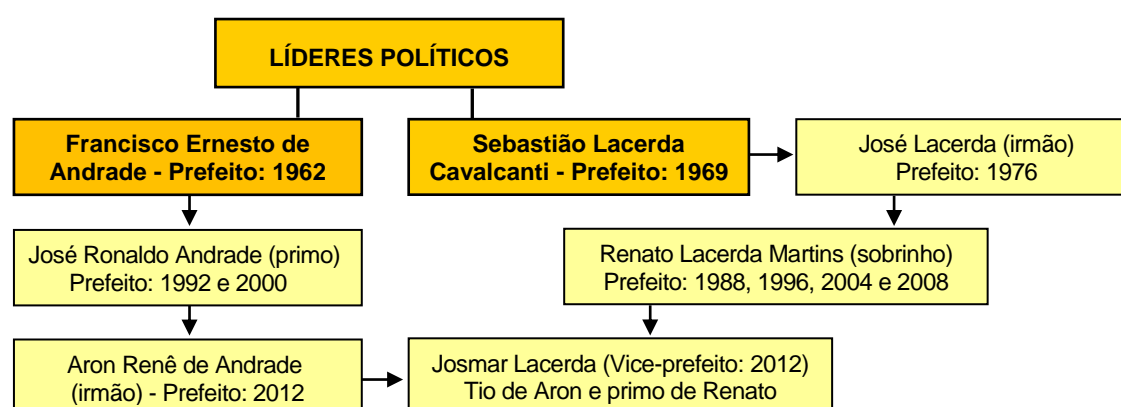 LÍDERES POLÍTICOS
Francisco Ernesto de
Andrade - Prefeito: 1962
Sebastião Lacerda
Cavalcanti - Prefeito: 1969
José Lacerda (irmão)
Prefeito: 1976
José Ronaldo Andrade (primo)
Prefeito: 1992 e 2000
Renato Lacerda Martins (sobrinho)
Prefeito: 1988, 1996, 2004 e 2008
Aron Renê de Andrade
(irmão) - Prefeito: 2012
Josmar Lacerda (Vice-prefeito: 2012)
Tio de Aron e primo de Renato